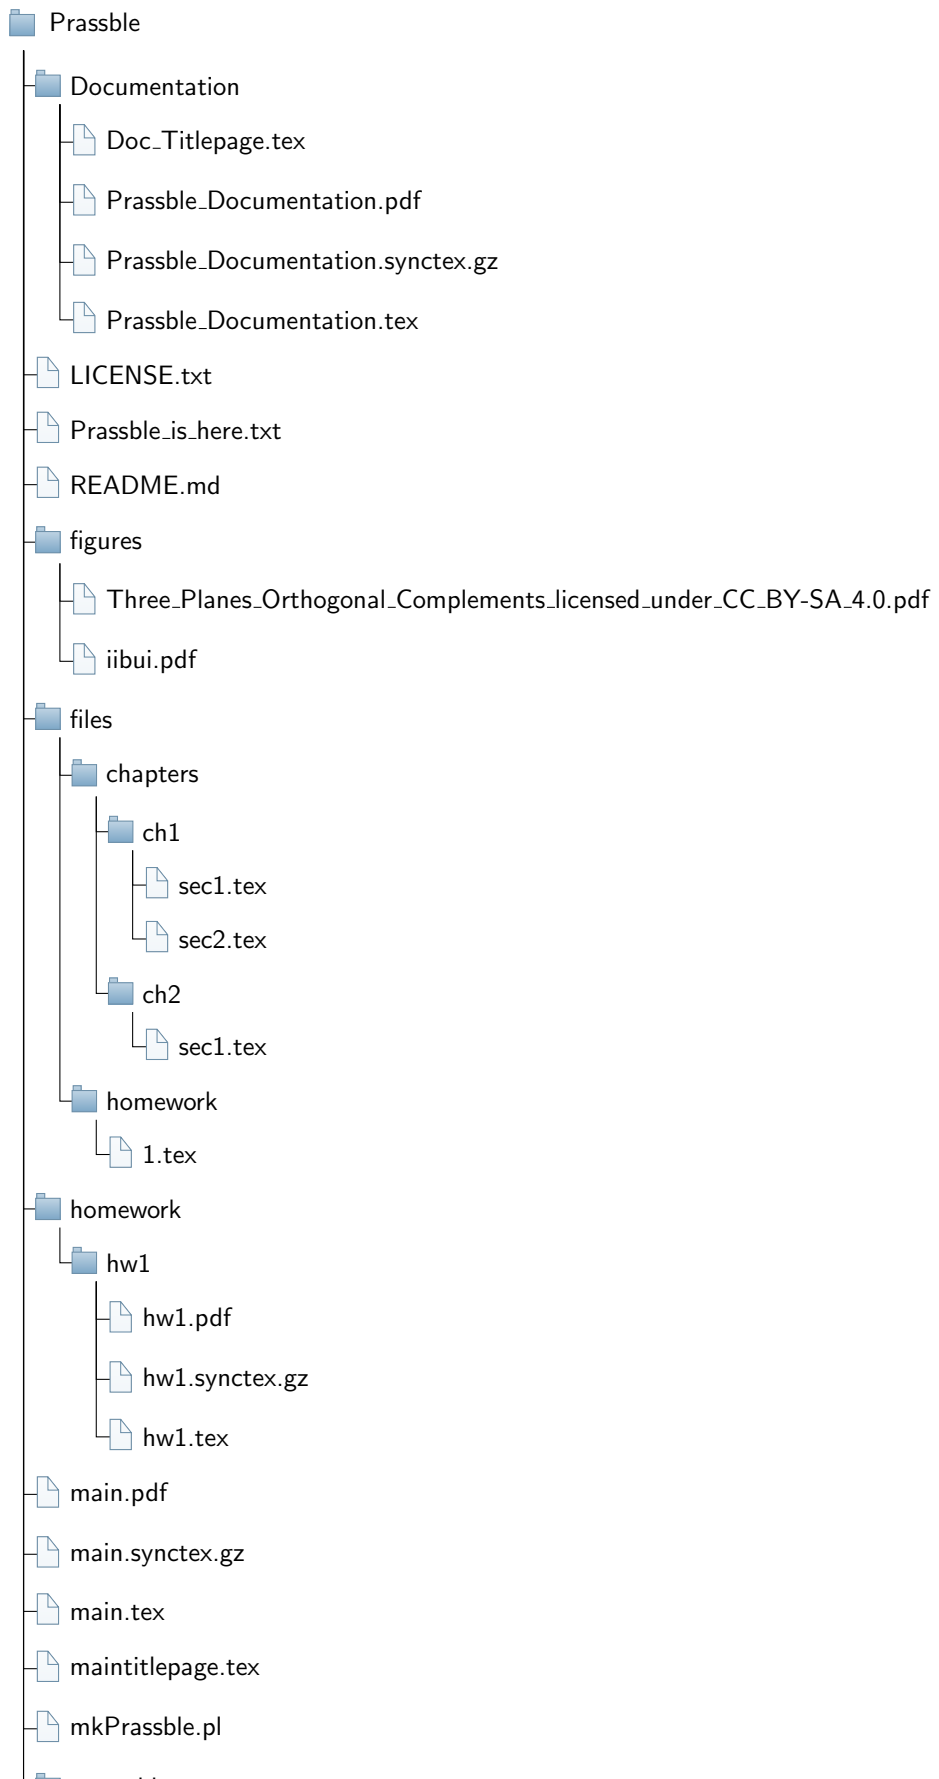 Prassble
Documentation
Doc_Titlepage.tex
Prassble_Documentation.pdf
Prassble_Documentation.synctex.gz
Prassble_Documentation.tex
LICENSE.txt
Prassble_is_here.txt
README.md
figures
Three_Planes_Orthogonal_Complements_licensed_under_CC_BY-SA_4.0.pdf
iibui.pdf
files
chapters
ch1
sec1.tex
sec2.tex
ch2
sec1.tex
homework
1.tex
homework
hw1
hw1.pdf
hw1.synctex.gz
hw1.tex
main.pdf
main.synctex.gz
main.tex
maintitlepage.tex
mkPrassble.pl